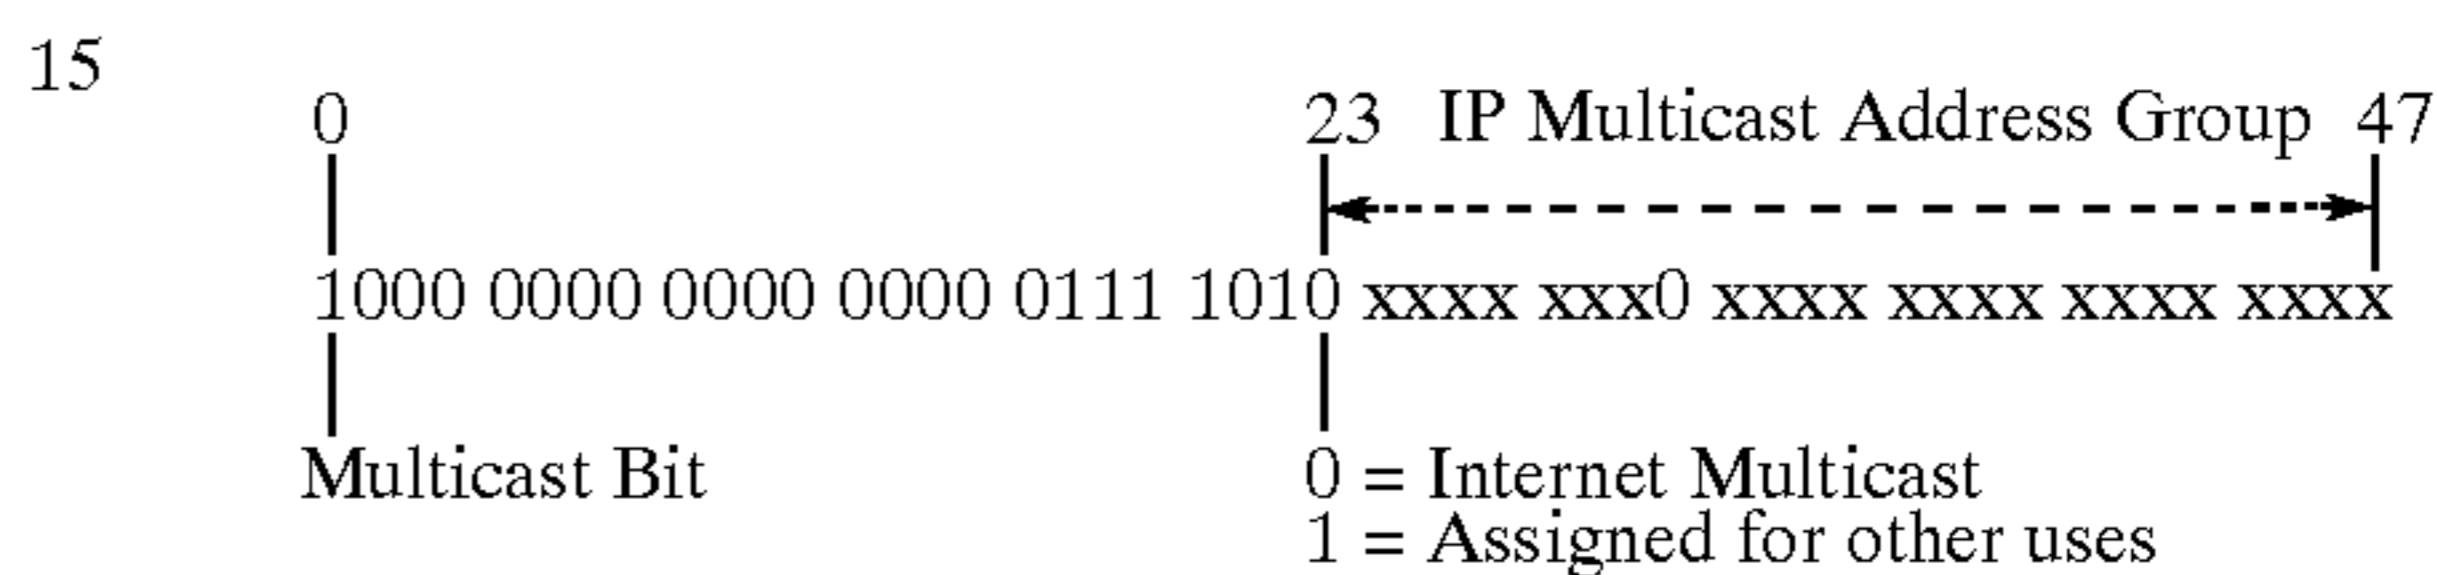 15
0 23 IP Multicast Address Group 47
1000 0000 0000 0000 0111 1010 xxxx xxx0 xxxx xxxx xxxx xxxx
Multicast Bit 0 = Internet Multicast
1 = Assigned for other uses